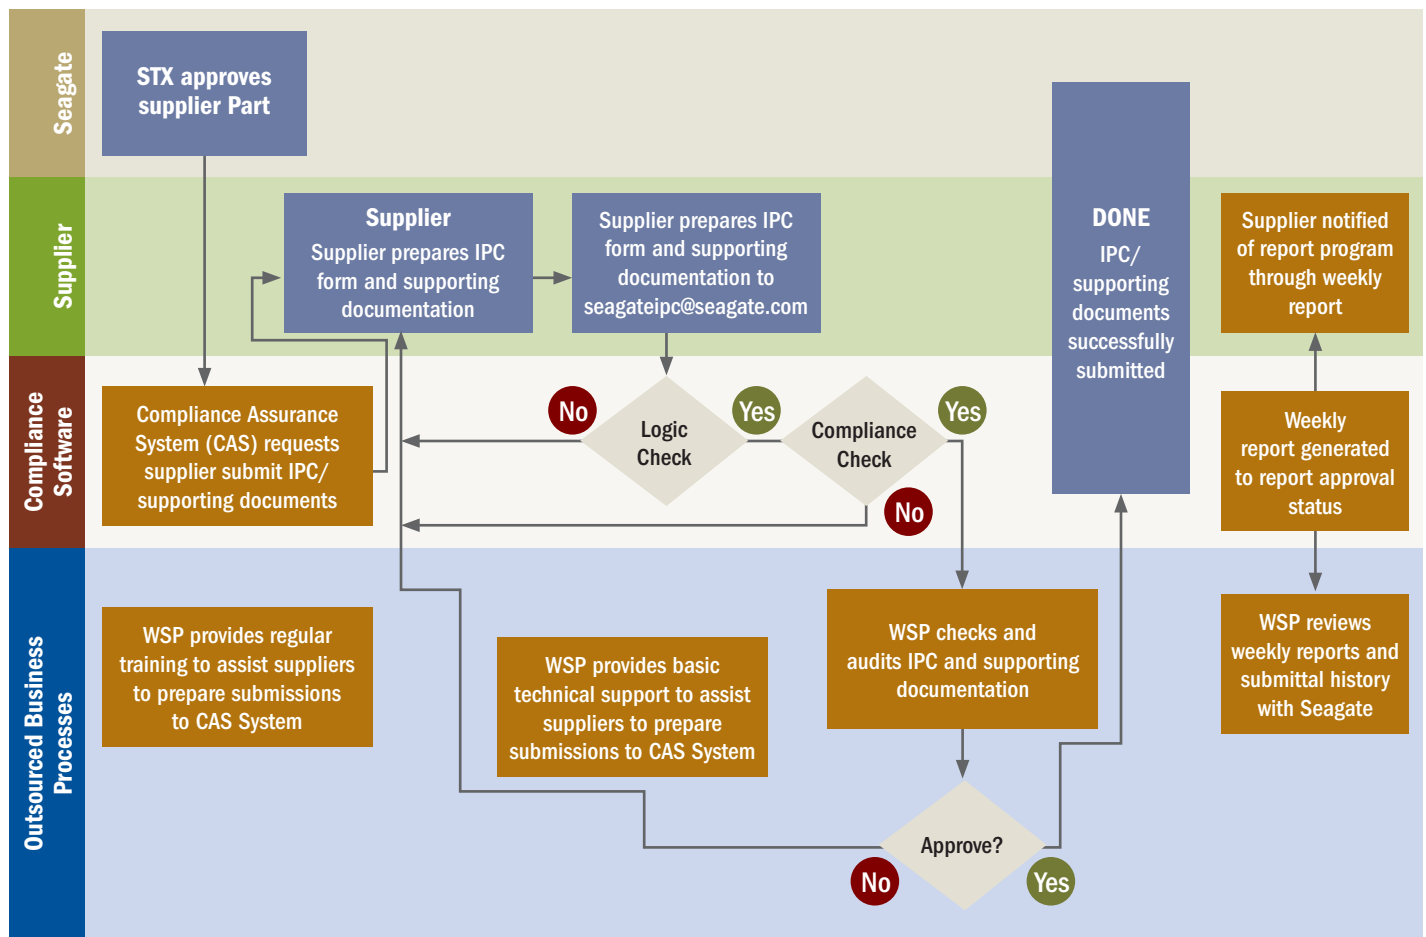 Seagate
STX approves
supplier Part
Supplier
Supplier
Supplier prepares IPC
form and supporting
documentation
Supplier prepares IPC
form and supporting
documentation to
seagateipc@seagate.com
DONE
IPC/
supporting
documents
successfully
submitted
Supplier notified
of report program
through weekly
report
Compliance
Software
Compliance Assurance
System (CAS) requests
supplier submit IPC/
supporting documents
No
Logic
Check
Yes
Compliance
Check
Yes
No
Weekly
report generated
to report approval
status
Outsourced Business
Processes
WSP provides regular
training to assist suppliers
to prepare submissions
to CAS System
WSP provides basic
technical support to assist
suppliers to prepare
submissions to CAS System
WSP checks and
audits IPC and supporting
documentation
WSP reviews
weekly reports and
submittal history
with Seagate
Approve?
No
Yes